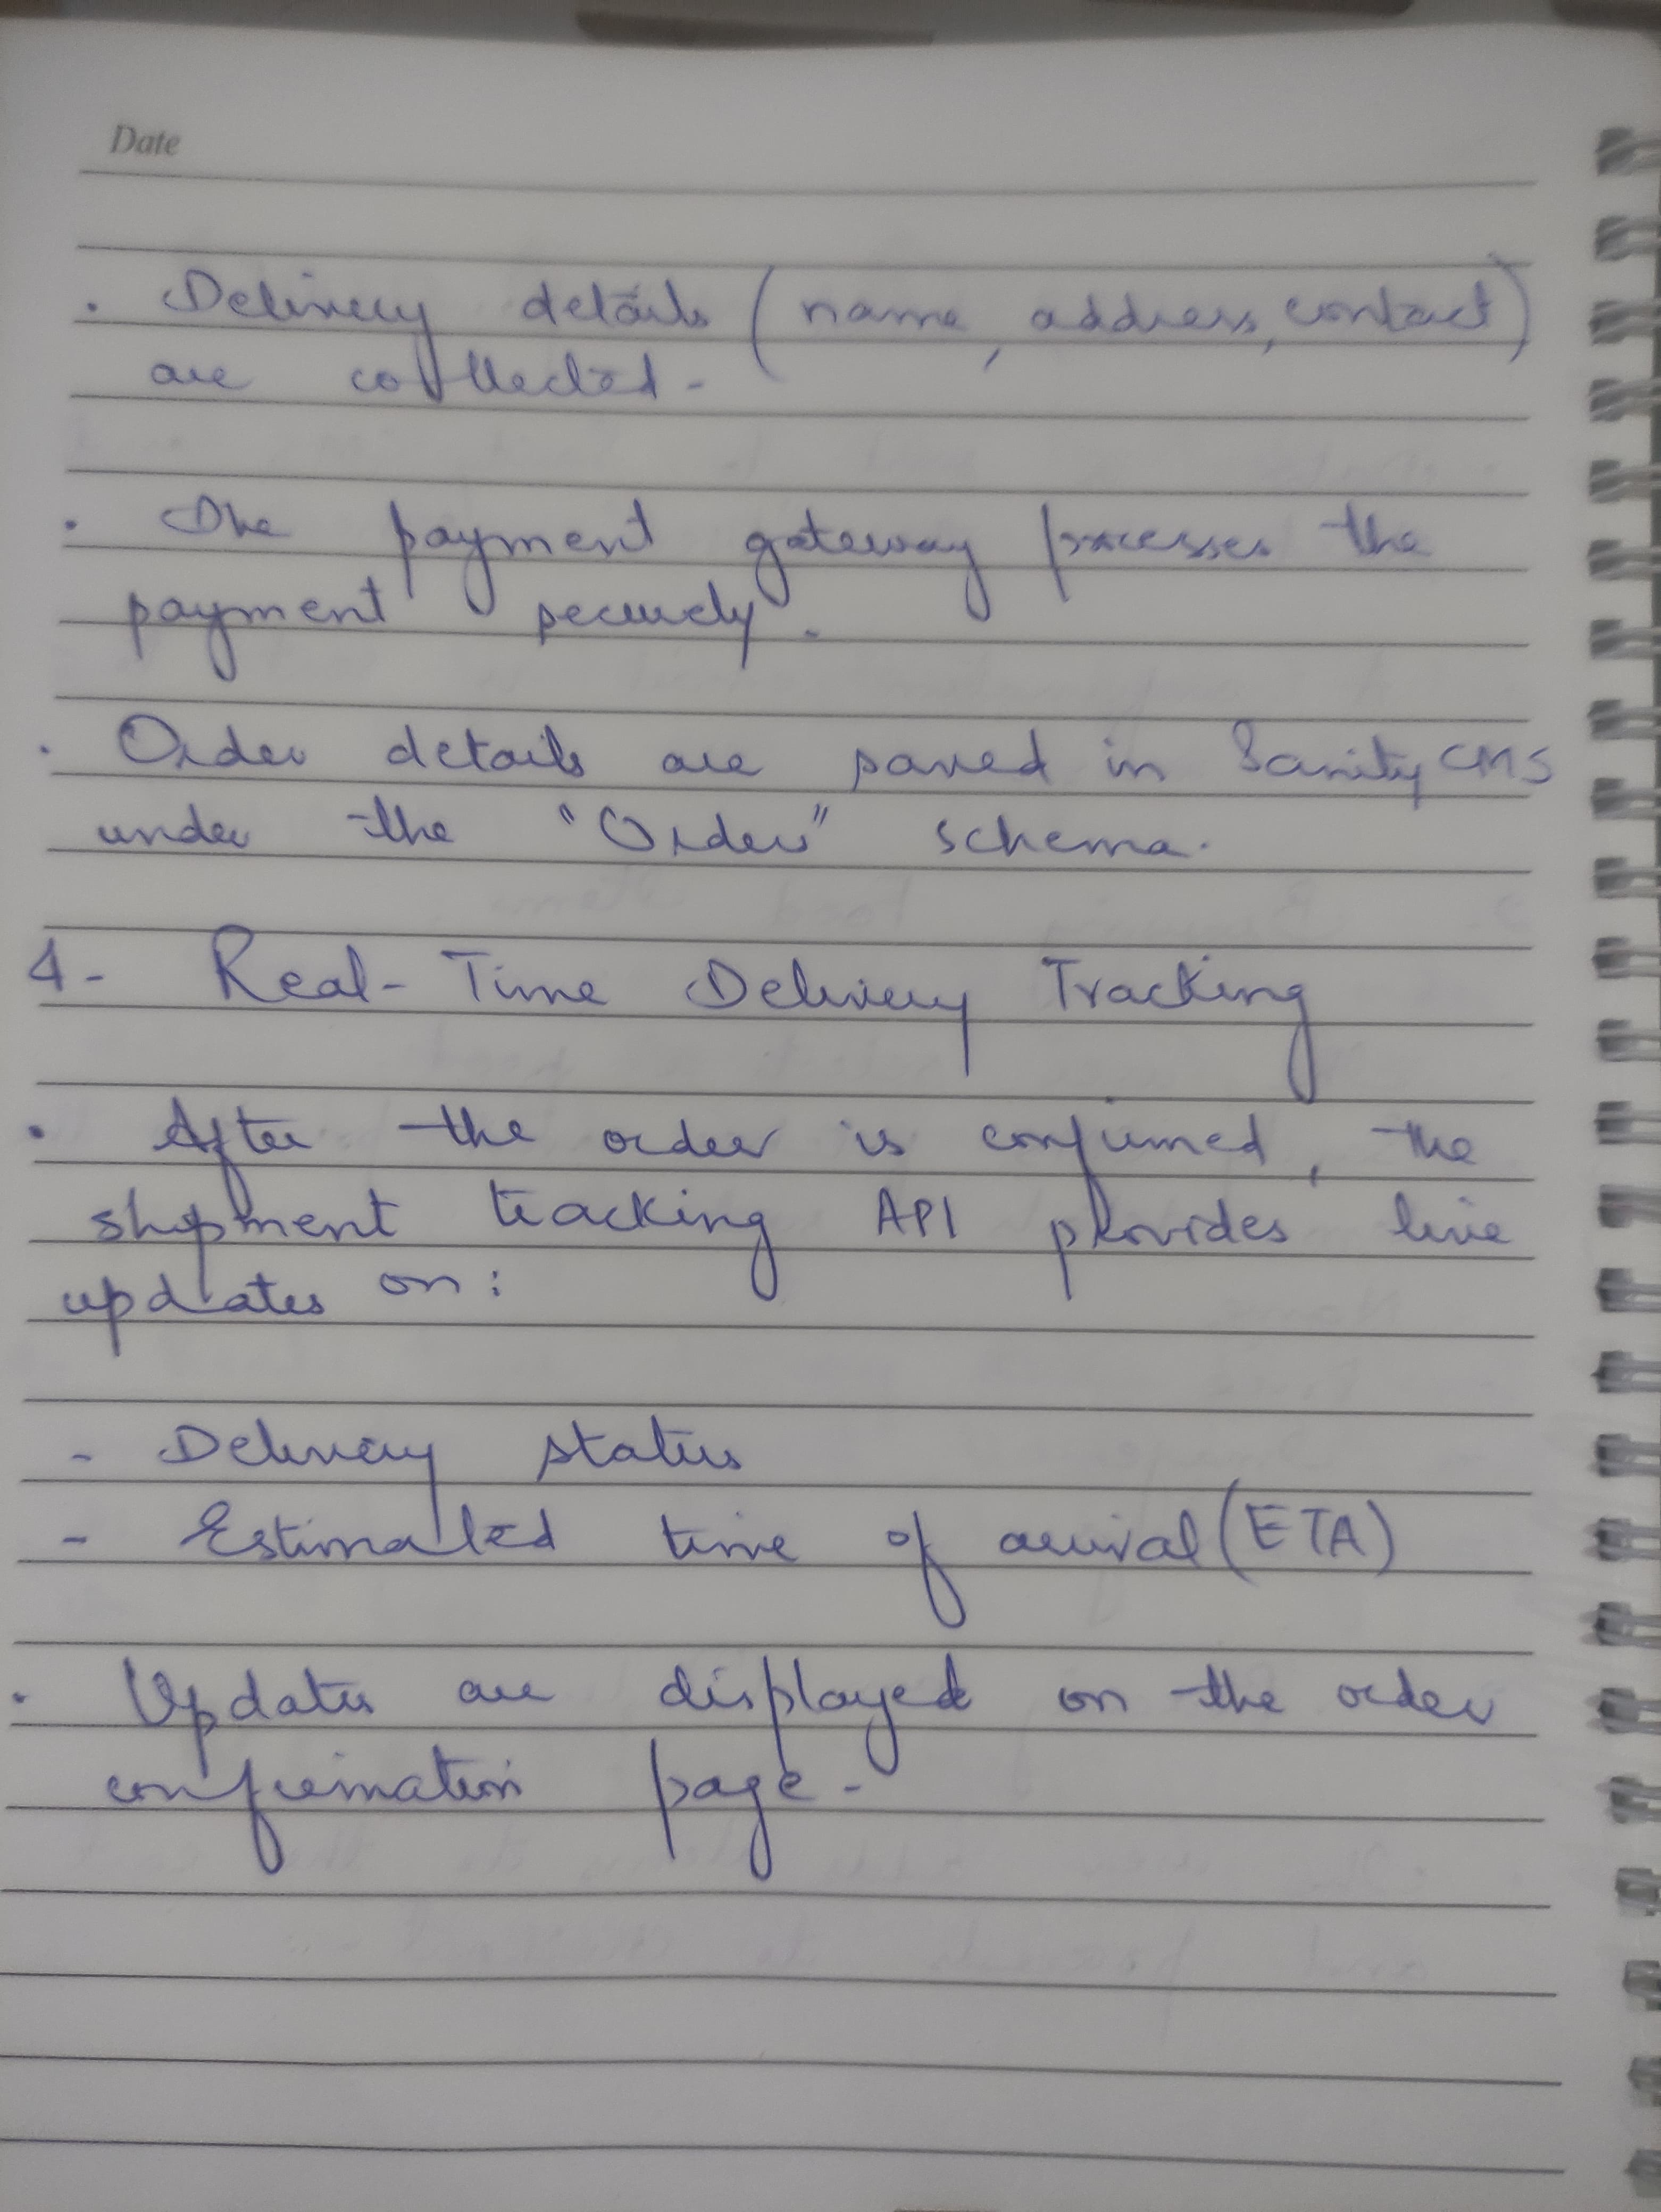 Date
. Delivery details (name, address, contact)
are collected.
. The payment gateway processes the
payment securely.
. Order details are saved in Sanity CMS
under the "Order" schema.
4- Real-Time Delivery Tracking
. After the order is confirmed, the
shipment tracking API provides live
updates on:
- Delivery status
- Estimated time of arrival (ETA)
. Updates are displayed on the order
confirmation page.